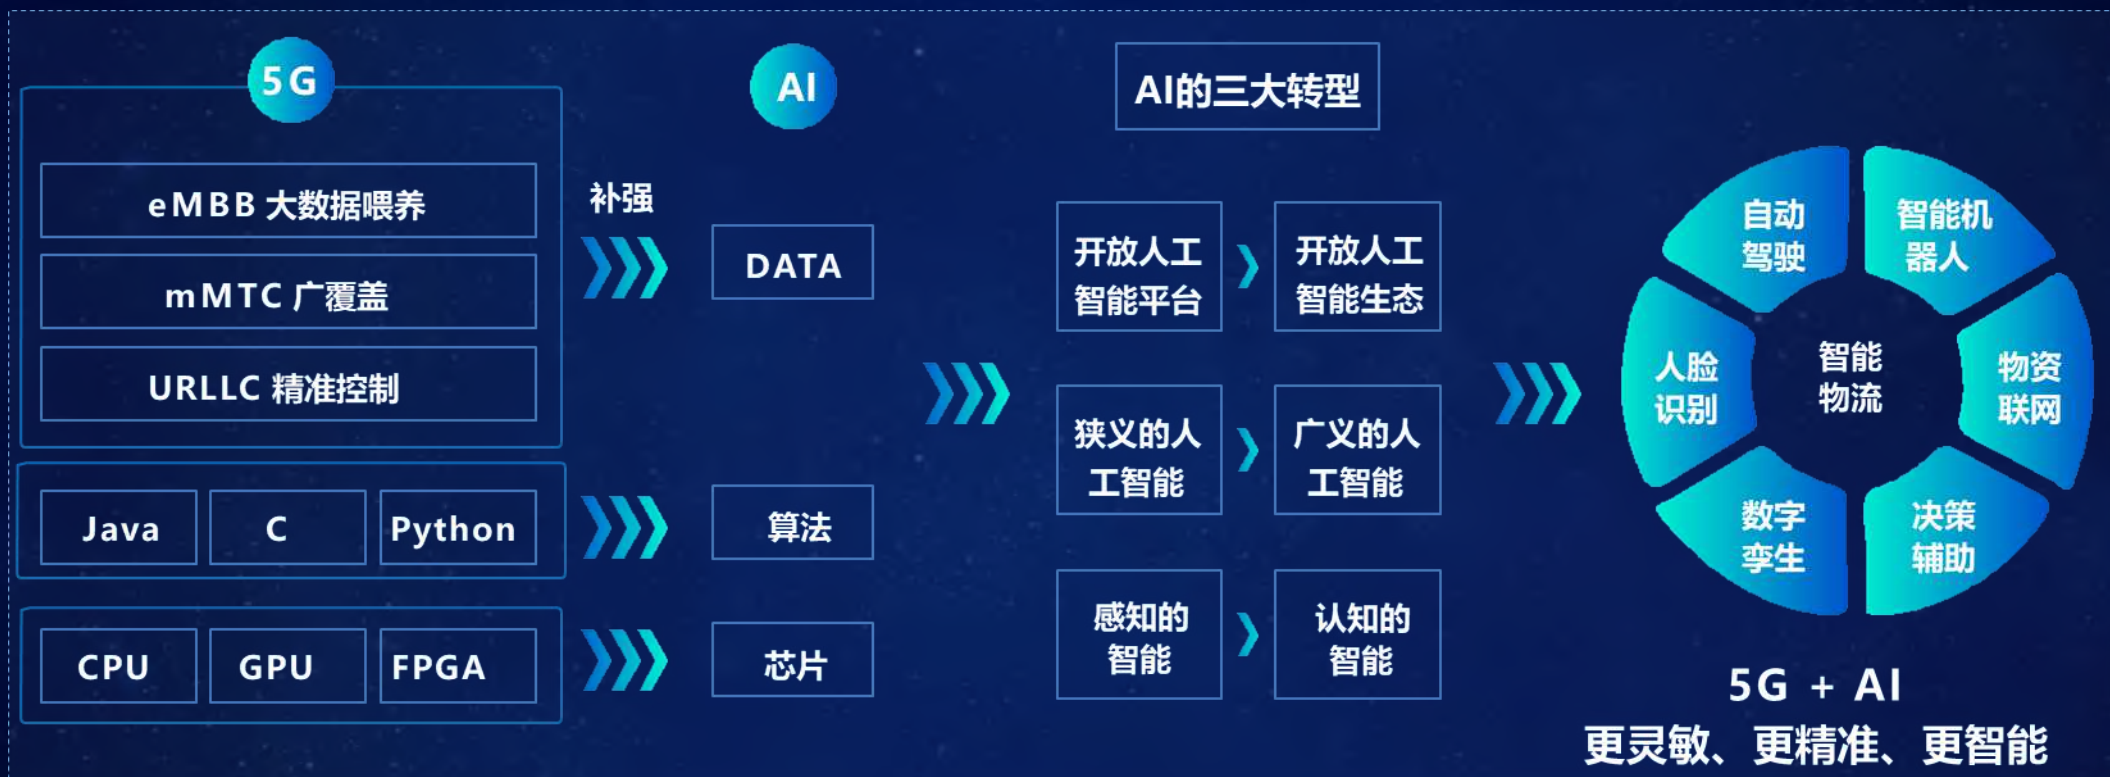 5G
eMBB 大数据喂养
mMTC 广覆盖
URLLC 精准控制
Java
C
Python
CPU
GPU
FPGA
补强
AI
DATA
算法
芯片
AI的三大转型
开放人工
智能平台
开放人工
智能生态
狭义的人
工智能
广义的人
工智能
感知的
智能
认知的
智能
自动
驾驶
智能机
器人
人脸
识别
智能
物流
物资
联网
数字
孪生
决策
辅助
5G + AI
更灵敏、更精准、更智能